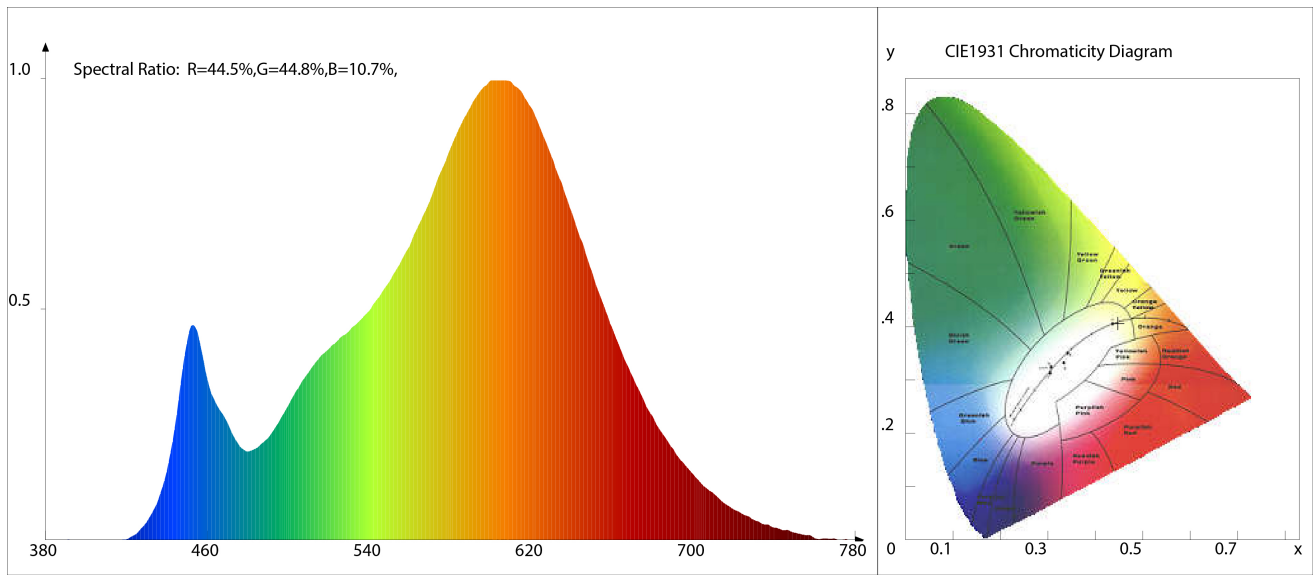 Spectral Ratio: R=44.5%,G=44.8%,B=10.7%,
1.0
0.5
380
460
540
620
700
780
CIE1931 Chromaticity Diagram
y
.8
.6
.4
.2
0
0.1
0.3
0.5
0.7
x
Yellowish
Green
Green
Yellow
Green
Greenish
Yellow
Yellow
Orange
Yellow
Orange
Bluish
Green
Yellowish
Pink
Reddish
Orange
Pink
Red
Purplish
Pink
Greenish
Blue
Purplish
Red
Blue
Purple
Reddish
Purple